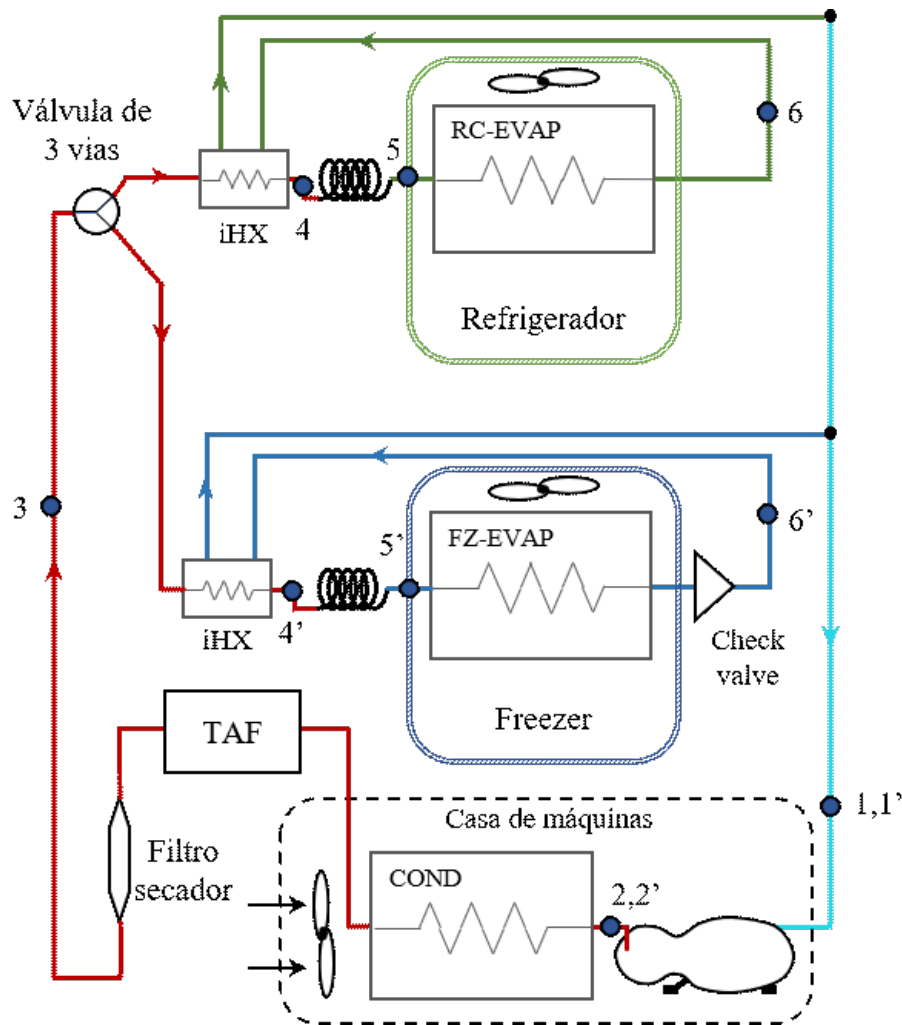 Válvula de
3 vias
iHX
4
5
RC-EVAP
6
Refrigerador
3
iHX
4’
5’
FZ-EVAP
6’
Check
valve
Freezer
TAF
Filtro
secador
Casa de máquinas
1,1’
COND
2,2’